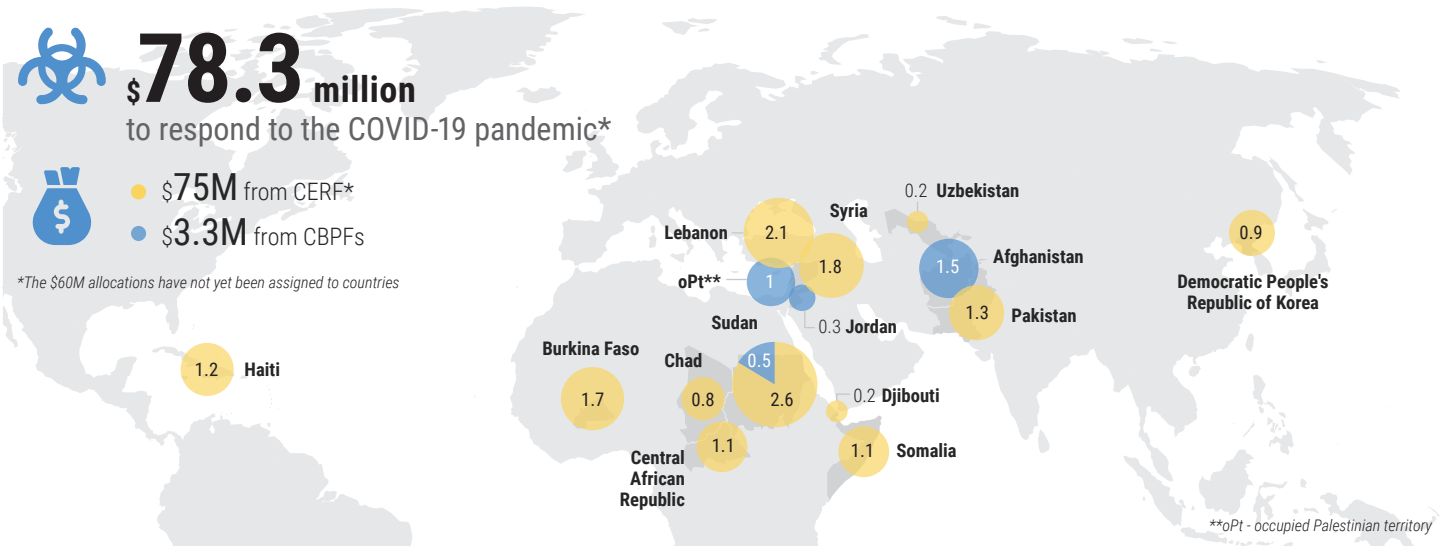 $78.3 million
to respond to the COVID-19 pandemic*
$
$75M from CERF*
$3.3M from CBPFs
*The $60M allocations have not yet been assigned to countries
0.2 Uzbekistan
Syria
Lebanon
2.1
0.9
1.8
Afghanistan
1.5
oPt**
1
Democratic People's
Republic of Korea
1.3
Pakistan
Sudan
0.3 Jordan
Burkina Faso
Chad
0.5
1.2
Haiti
1.7
0.8
2.6
0.2 Djibouti
1.1
1.1
Somalia
Central
African
Republic
**oPt - occupied Palestinian territory